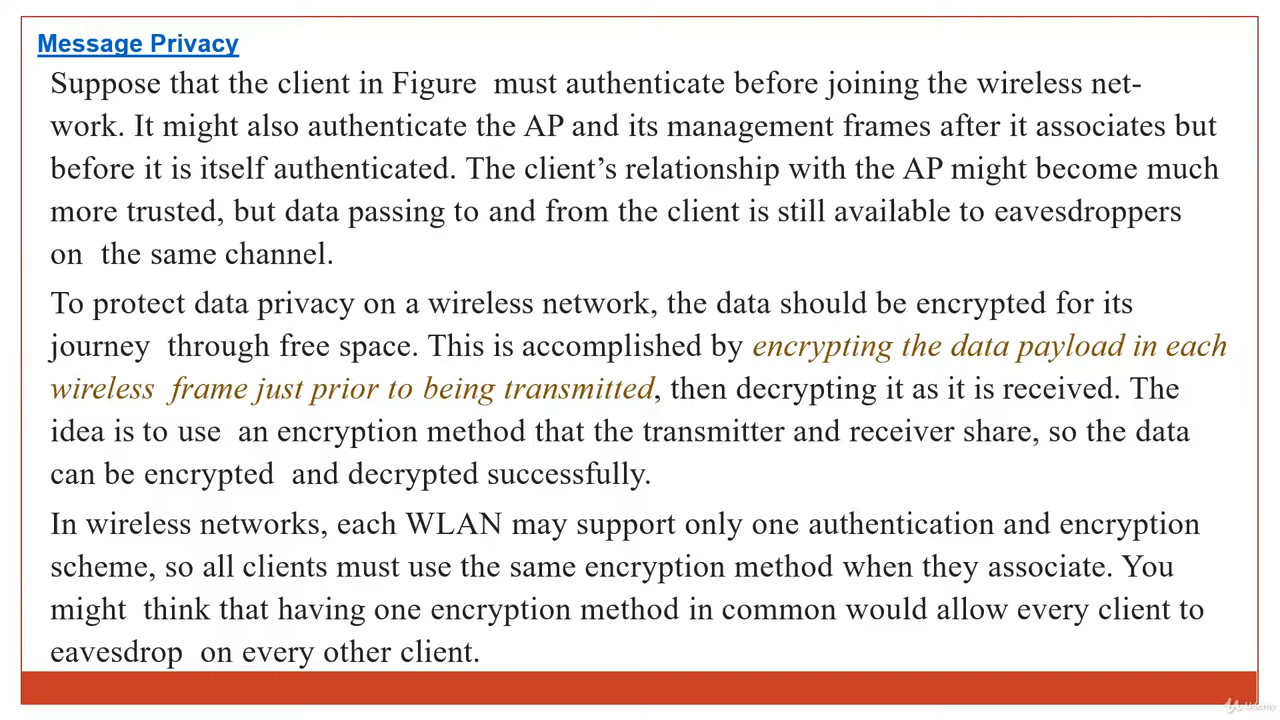 Message Privacy
Suppose that the client in Figure must authenticate before joining the wireless net-
work. It might also authenticate the AP and its management frames after it associates but
before it is itself authenticated. The client’s relationship with the AP might become much
more trusted, but data passing to and from the client is still available to eavesdroppers
on the same channel.
To protect data privacy on a wireless network, the data should be encrypted for its
journey through free space. This is accomplished by encrypting the data payload in each
wireless frame just prior to being transmitted, then decrypting it as it is received. The
idea is to use an encryption method that the transmitter and receiver share, so the data
can be encrypted and decrypted successfully.
In wireless networks, each WLAN may support only one authentication and encryption
scheme, so all clients must use the same encryption method when they associate. You
might think that having one encryption method in common would allow every client to
eavesdrop on every other client.
Udemy